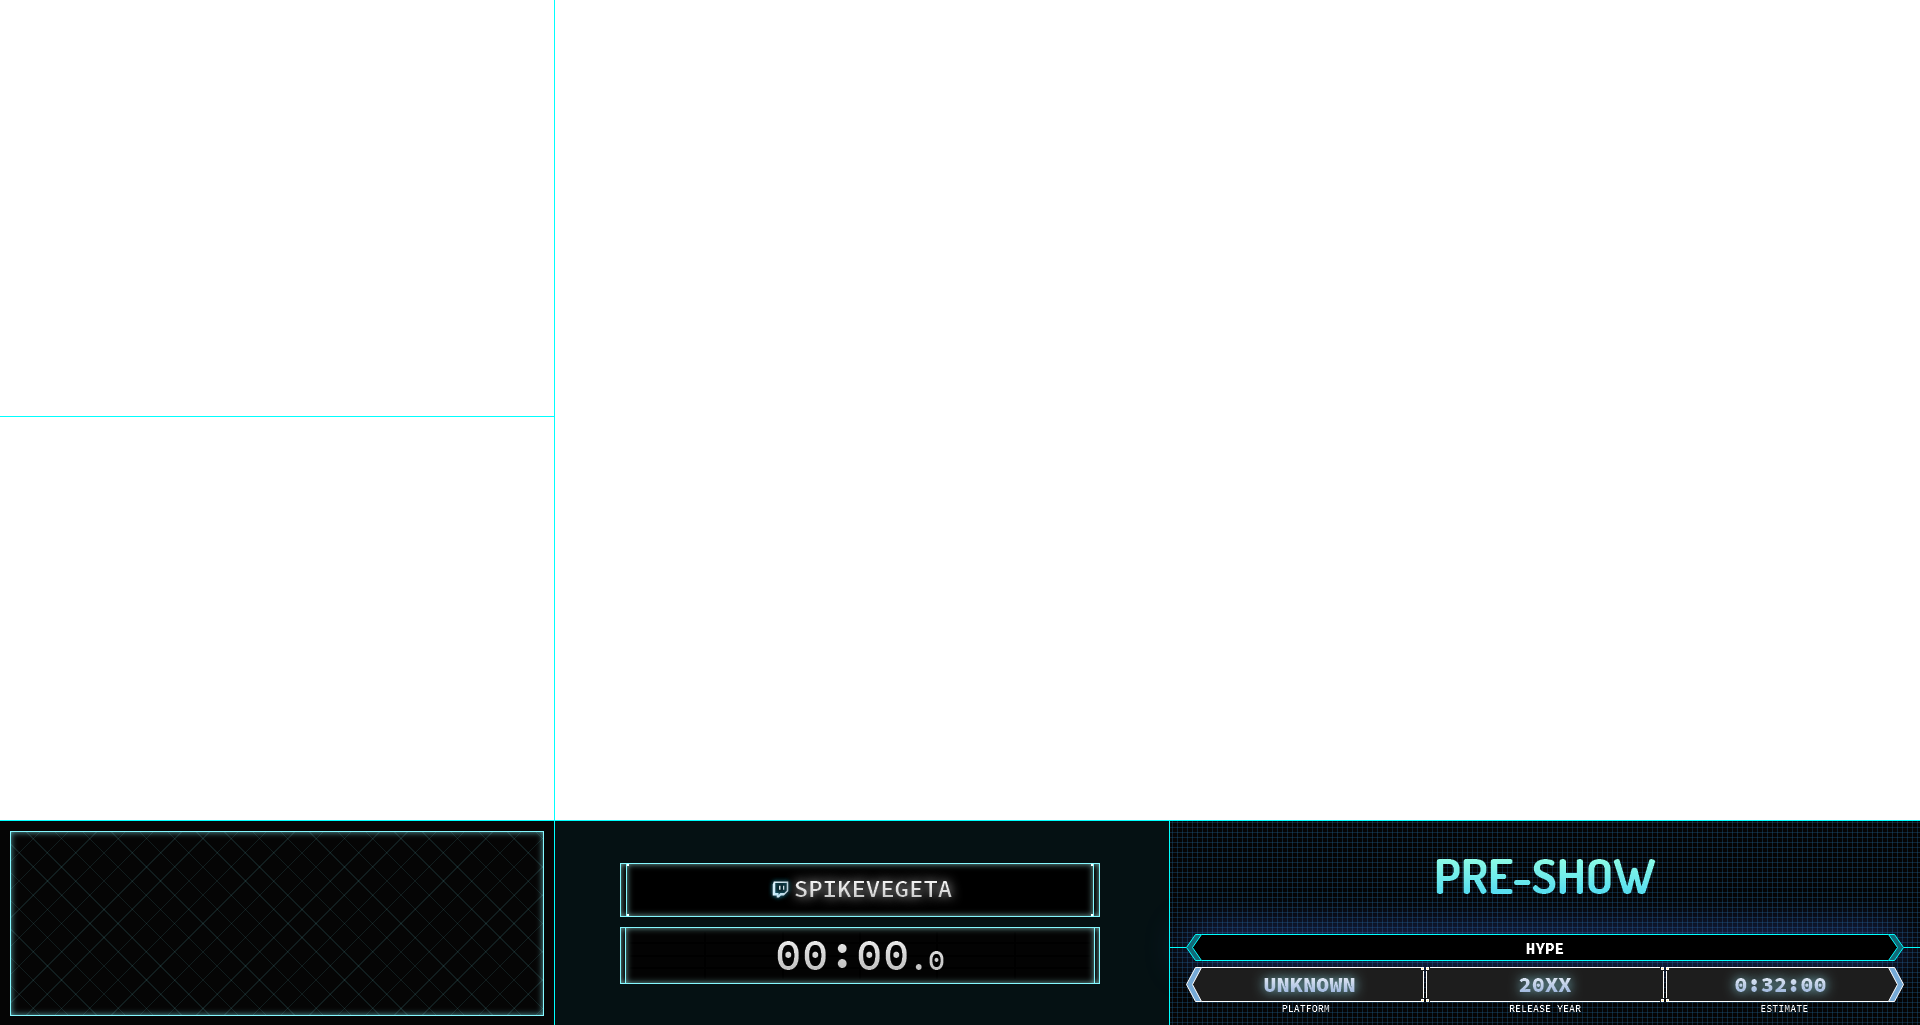 SPIKEVEGETA
00:00.0
PRE-SHOW
HYPE
UNKNOWN 20XX 0:32:00
PLATFORM RELEASE YEAR ESTIMATE